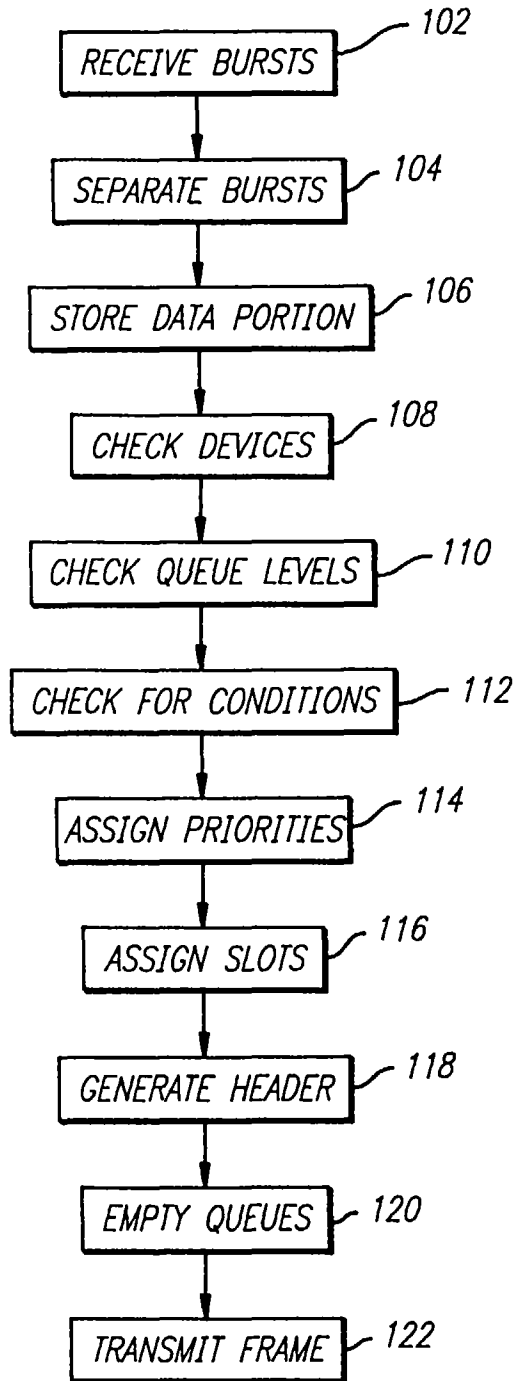 RECEIVE BURSTS 102
SEPARATE BURSTS 104
STORE DATA PORTION 106
CHECK DEVICES 108
CHECK QUEUE LEVELS 110
CHECK FOR CONDITIONS 112
ASSIGN PRIORITIES 114
ASSIGN SLOTS 116
GENERATE HEADER 118
EMPTY QUEUES 120
TRANSMIT FRAME 122